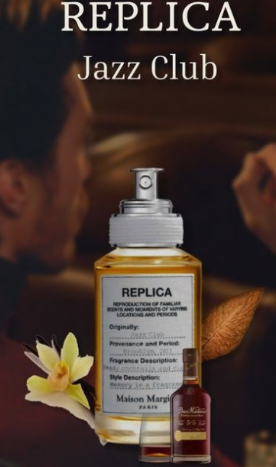 REPLICA
Jazz Club
REPLICA
REPRODUCTION OF FAMILIAR
SCENTS AND MOMENTS OF VARYING
LOCATIONS AND PERIODS
Originally:
Jazz Club
Provenance and Period:
Fragrance Description:
Style Description:
Maison Margi
PARIS